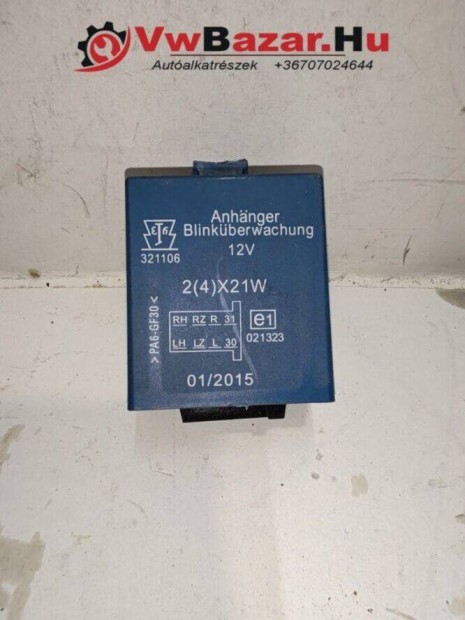 VwBazar.Hu
Autóalkatrészek +36707024644
Anhänger
Blinküberwachung
12V
321106
2(4)X21W
>PA6-GF30<
RH RZ R 31
LH LZ L 30
e1
021323
01/2015